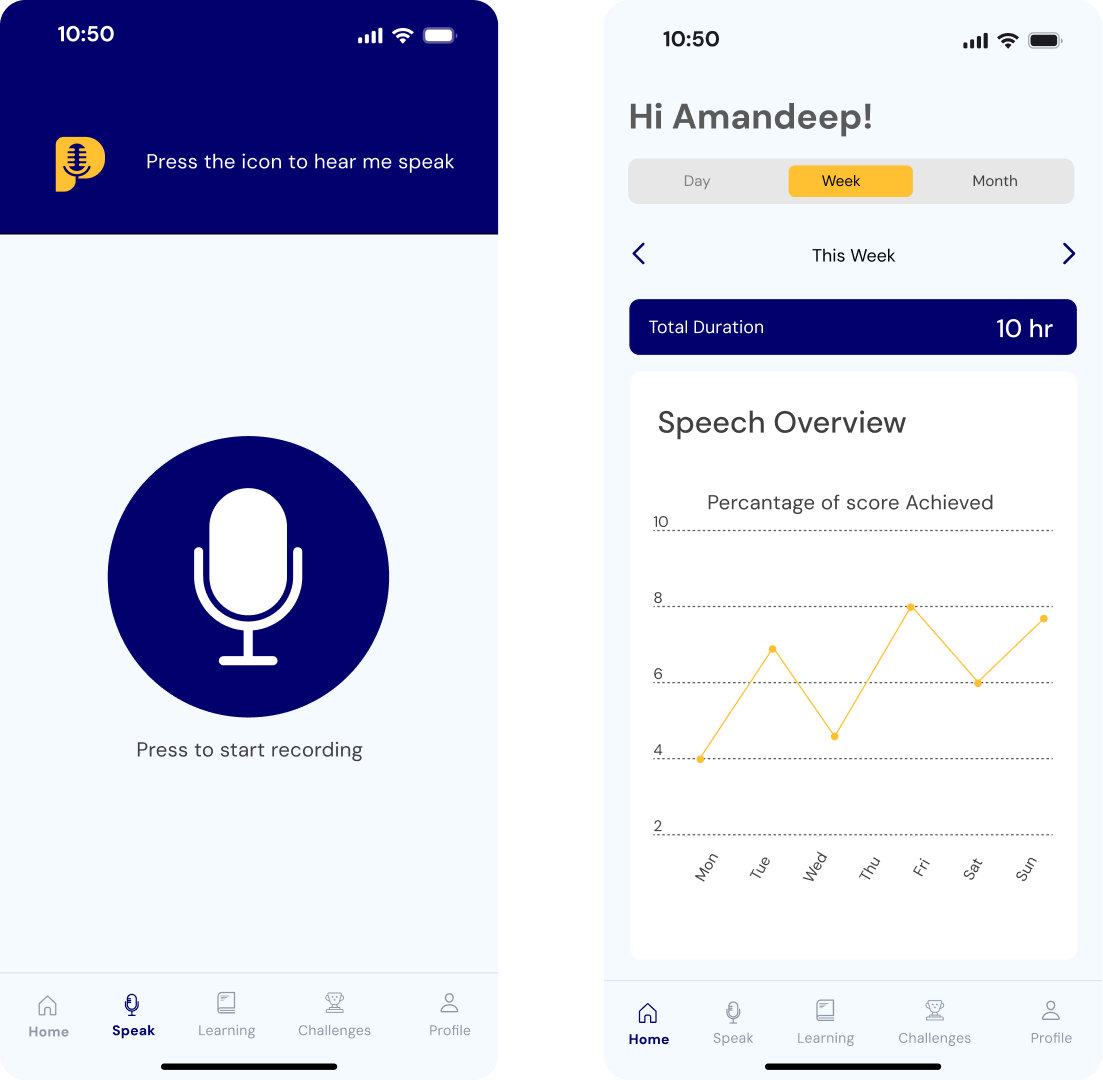 10:50
Press the icon to hear me speak
Press to start recording
Home
Speak
Learning
Challenges
Profile
10:50
Hi Amandeep!
Day Week Month
This Week
Total Duration 10 hr
Speech Overview
Percantage of score Achieved
10
8
6
4
2
Mon Tue Wed Thu Fri Sat Sun
Home
Speak
Learning
Challenges
Profile